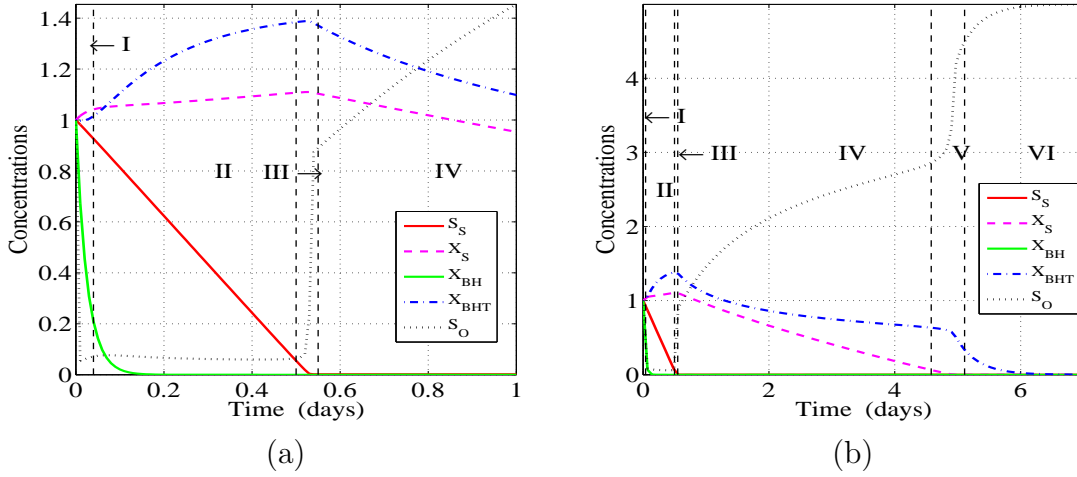 1.4
1.2
1
0.8
0.6
0.4
0.2
0
Concentrations
← I
II
III →
IV
S_S
X_S
X_BH
X_BHT
S_O
0 0.2 0.4 0.6 0.8 1
Time (days)
(a)
4
3
2
1
0
Concentrations
← I
← III
II
IV
V
VI
S_S
X_S
X_BH
X_BHT
S_O
0 2 4 6
Time (days)
(b)